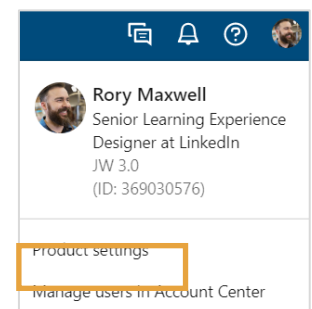 Rory Maxwell
Senior Learning Experience
Designer at LinkedIn
JW 3.0
(ID: 369030576)
Product settings
Manage users in Account Center